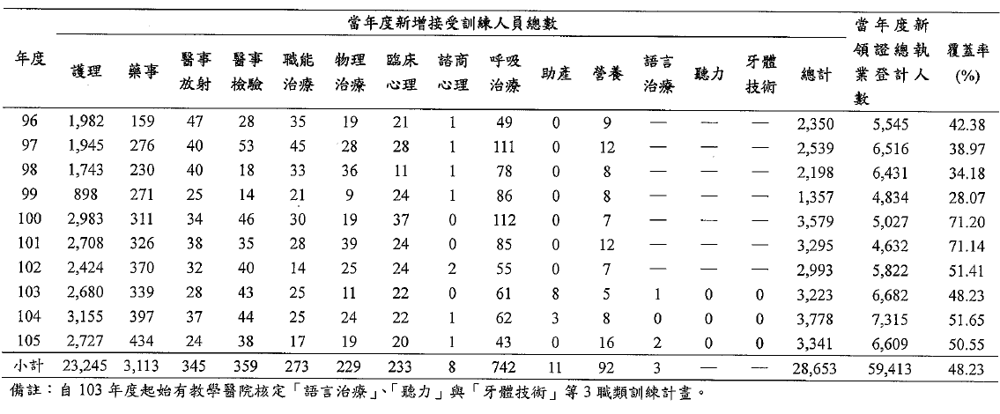 當年度新增接受訓練人員總數
年度 護理 藥事 醫事放射 醫事檢驗 職能治療 物理治療 臨床心理 諮商心理 呼吸治療 助產 營養 語言治療 聽力 牙體技術 總計 當年度新領證總執業登計人數 覆蓋率(%)
96 1,982 159 47 28 35 19 21 1 49 0 9 — — — 2,350 5,545 42.38
97 1,945 276 40 53 45 28 28 1 111 0 12 — — — 2,539 6,516 38.97
98 1,743 230 40 18 33 36 11 1 78 0 8 — — — 2,198 6,431 34.18
99 898 271 25 14 21 9 24 1 86 0 8 — — — 1,357 4,834 28.07
100 2,983 311 34 46 30 19 37 0 112 0 7 — — — 3,579 5,027 71.20
101 2,708 326 38 35 28 39 24 0 85 0 12 — — — 3,295 4,632 71.14
102 2,424 370 32 40 14 25 24 2 55 0 7 — — — 2,993 5,822 51.41
103 2,680 339 28 43 25 11 22 0 61 8 5 1 0 0 3,223 6,682 48.23
104 3,155 397 37 44 25 24 22 1 62 3 8 0 0 0 3,778 7,315 51.65
105 2,727 434 24 38 17 19 20 1 43 0 16 2 0 0 3,341 6,609 50.55
小計 23,245 3,113 345 359 273 229 233 8 742 11 92 3 — — 28,653 59,413 48.23
備註：自 103 年度起始有教學醫院核定「語言治療」、「聽力」與「牙體技術」等 3 職類訓練計畫。